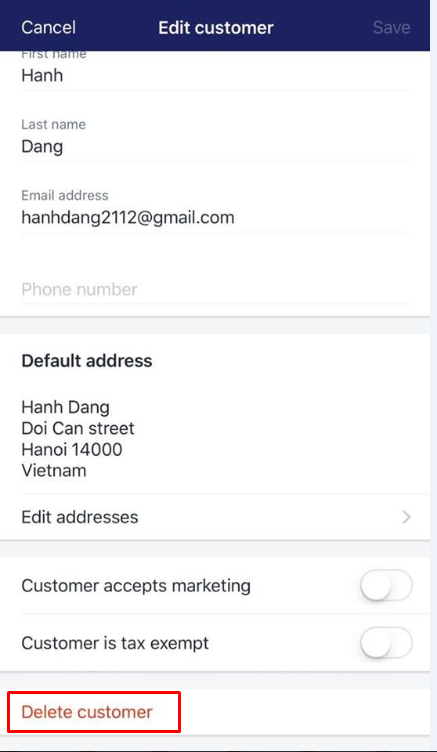 Cancel Edit customer Save
First name
Hanh
Last name
Dang
Email address
hanhdang2112@gmail.com
Phone number
Default address
Hanh Dang
Doi Can street
Hanoi 14000
Vietnam
Edit addresses
Customer accepts marketing
Customer is tax exempt
Delete customer